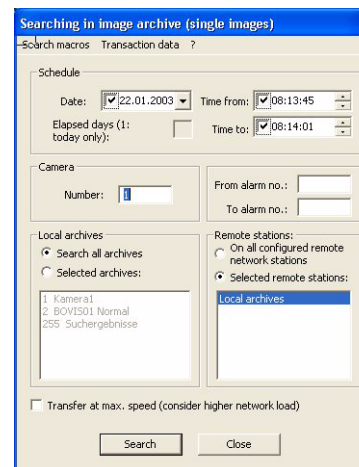 Searching in image archive (single images)
Search macros Transaction data ?
Schedule
Date: 22.01.2003 Time from: 08:13:45
Elapsed days (1: today only): Time to: 08:14:01
Camera
Number: 1
From alarm no.:
To alarm no.:
Local archives
Search all archives
Selected archives:
1 Kamera1
2 BOVIS01 Normal
255 Suchergebnisse
Remote stations:
On all configured remote
network stations
Selected remote stations:
Local archives
Transfer at max. speed (consider higher network load)
Search Close